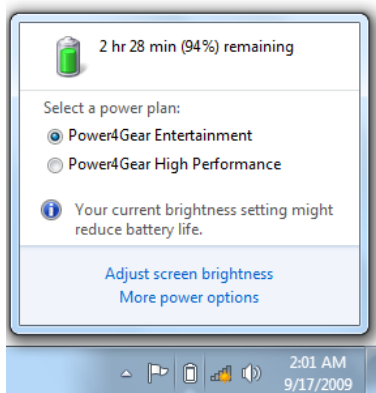 2 hr 28 min (94%) remaining
Select a power plan:
Power4Gear Entertainment
Power4Gear High Performance
Your current brightness setting might
reduce battery life.
Adjust screen brightness
More power options
2:01 AM
9/17/2009